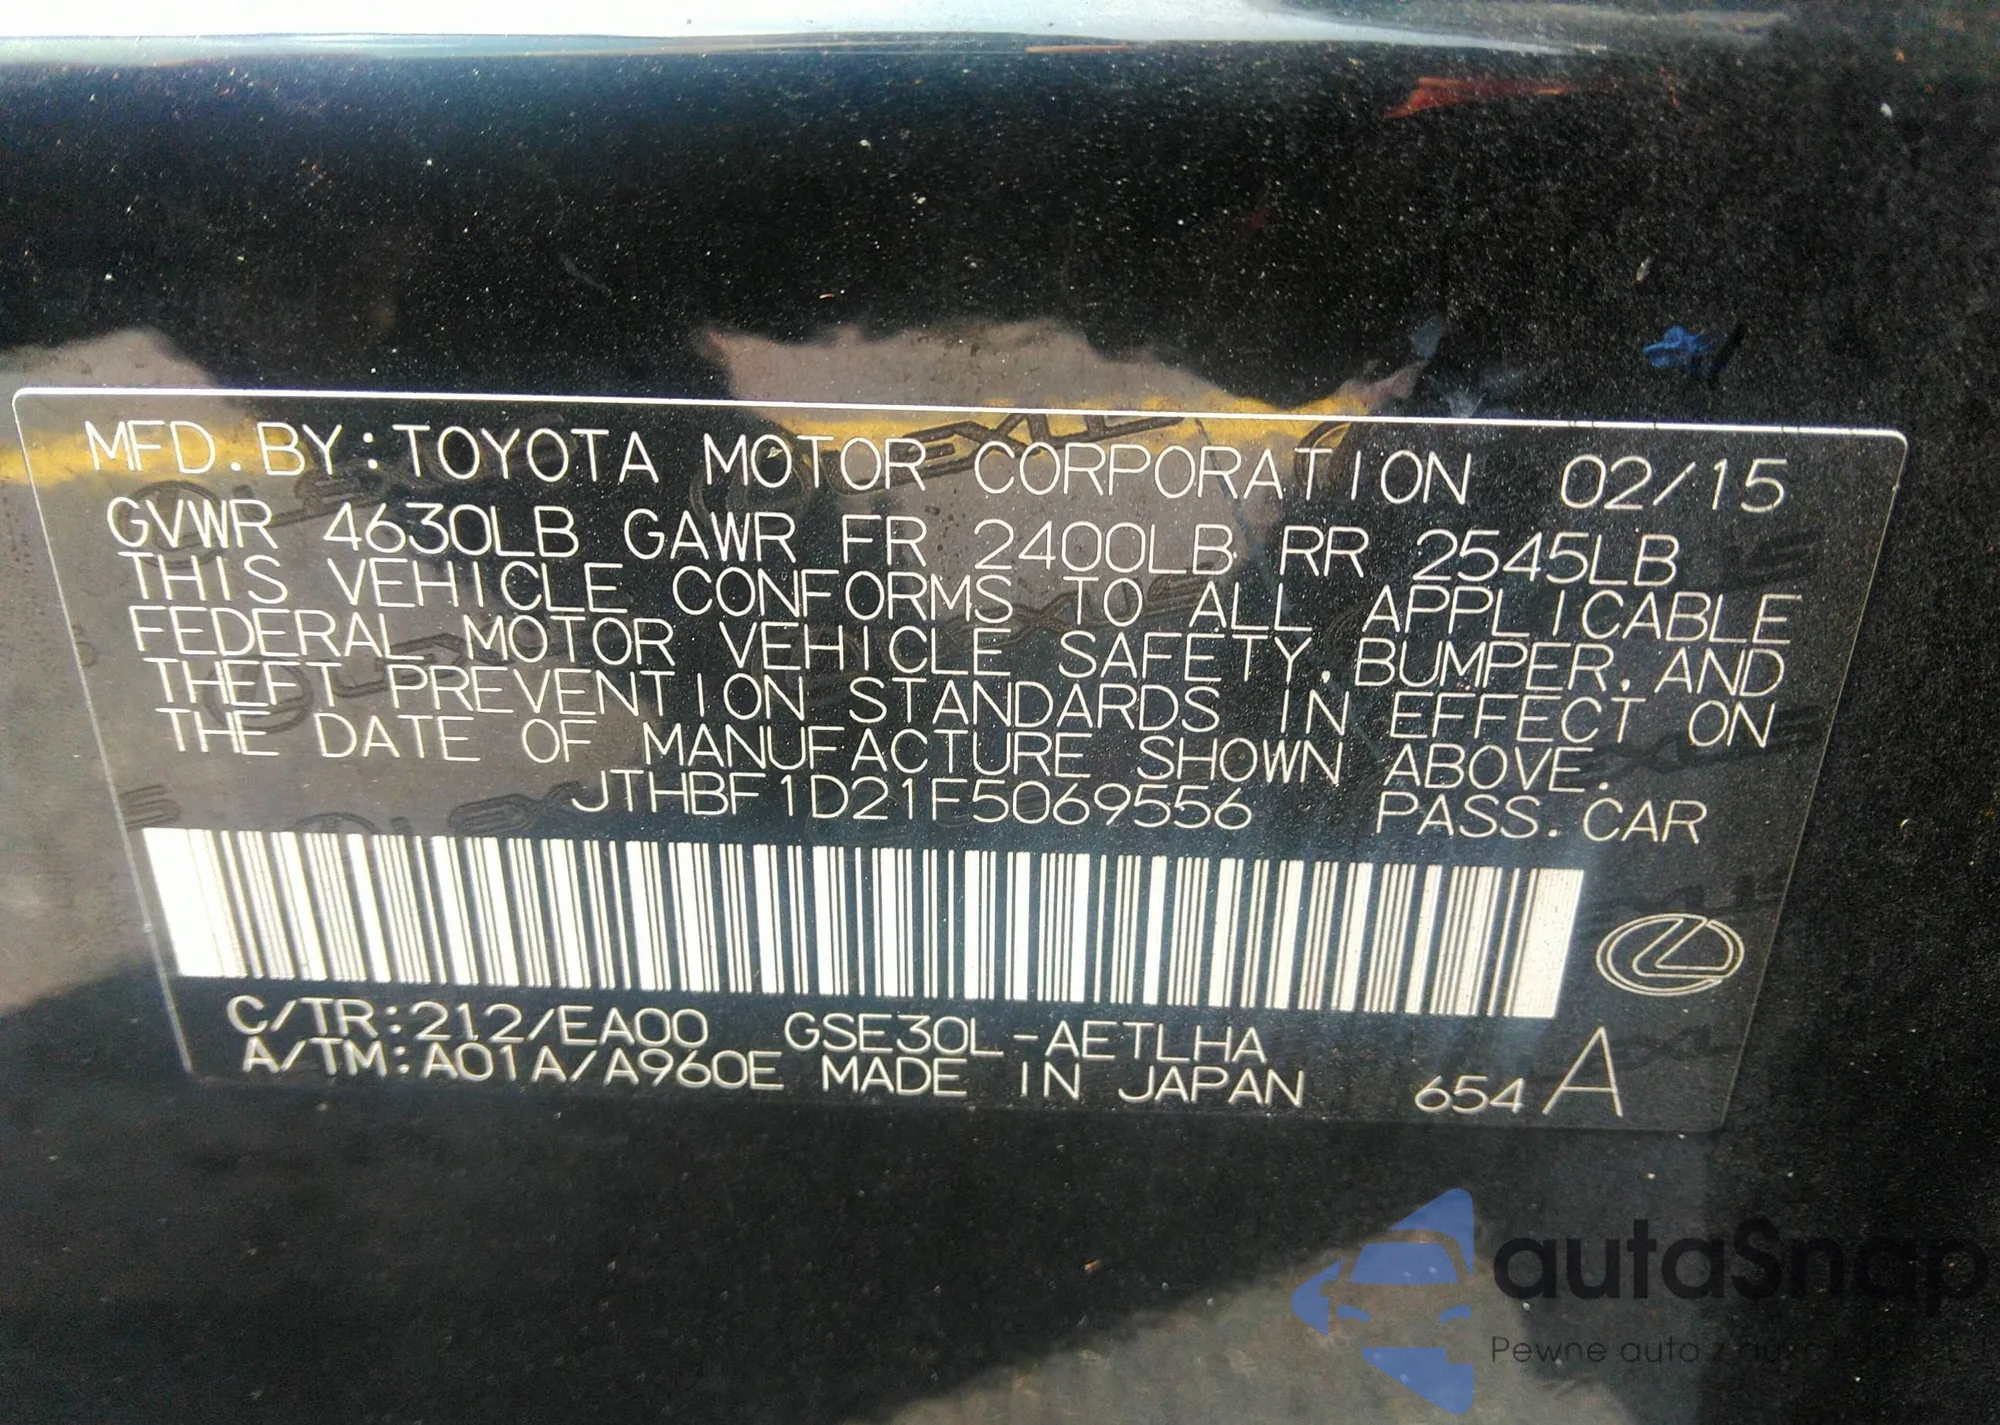 MFD.BY:TOYOTA MOTOR CORPORATION 02/15
GVWR 4630LB GAWR FR 2400LB RR 2545LB
THIS VEHICLE CONFORMS TO ALL APPLICABLE
FEDERAL MOTOR VEHICLE SAFETY, BUMPER, AND
THEFT PREVENTION STANDARDS IN EFFECT ON
THE DATE OF MANUFACTURE SHOWN ABOVE.
JTHBF1D21F5069556 PASS. CAR
C/TR:212/EA00 GSE30L-AETLHA
A/TM:A01A/A960E MADE IN JAPAN 654 A
autaSnap
Pewne auto z